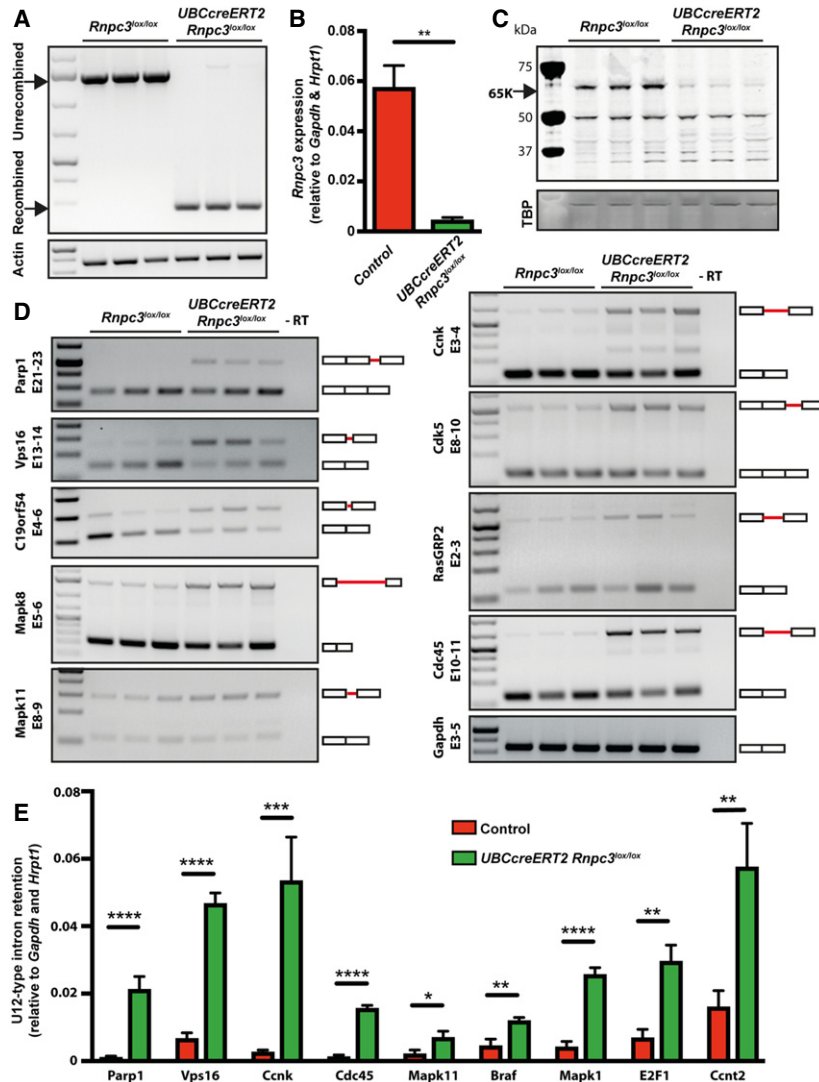 A
Rnpc3lox/lox
UBCcreERT2
Rnpc3lox/lox
Unrecombined
Recombined
Actin
B
**
0.08
0.06
0.04
0.02
0
Rnpc3 expression
(relative to Gapdh & Hrpt1)
Control
UBCcreERT2
Rnpc3lox/lox
C
kDa
Rnpc3lox/lox
UBCcreERT2
Rnpc3lox/lox
75
65K
50
37
TBP
D
Rnpc3lox/lox
UBCcreERT2
Rnpc3lox/lox
- RT
Parp1
E21-23
Vps16
E13-14
C19orf54
E4-6
Mapk8
E5-6
Mapk11
E8-9
Rnpc3lox/lox
UBCcreERT2
Rnpc3lox/lox
- RT
Ccnk
E3-4
Cdk5
E8-10
RasGRP2
E2-3
Cdc45
E10-11
Gapdh
E3-5
E
U12-type intron retention
(relative to Gapdh and Hrpt1)
0.08
0.06
0.04
0.02
0
****
****
***
****
*
**
****
**
**
Control
UBCcreERT2 Rnpc3lox/lox
Parp1 Vps16 Ccnk Cdc45 Mapk11 Braf Mapk1 E2F1 Ccnt2